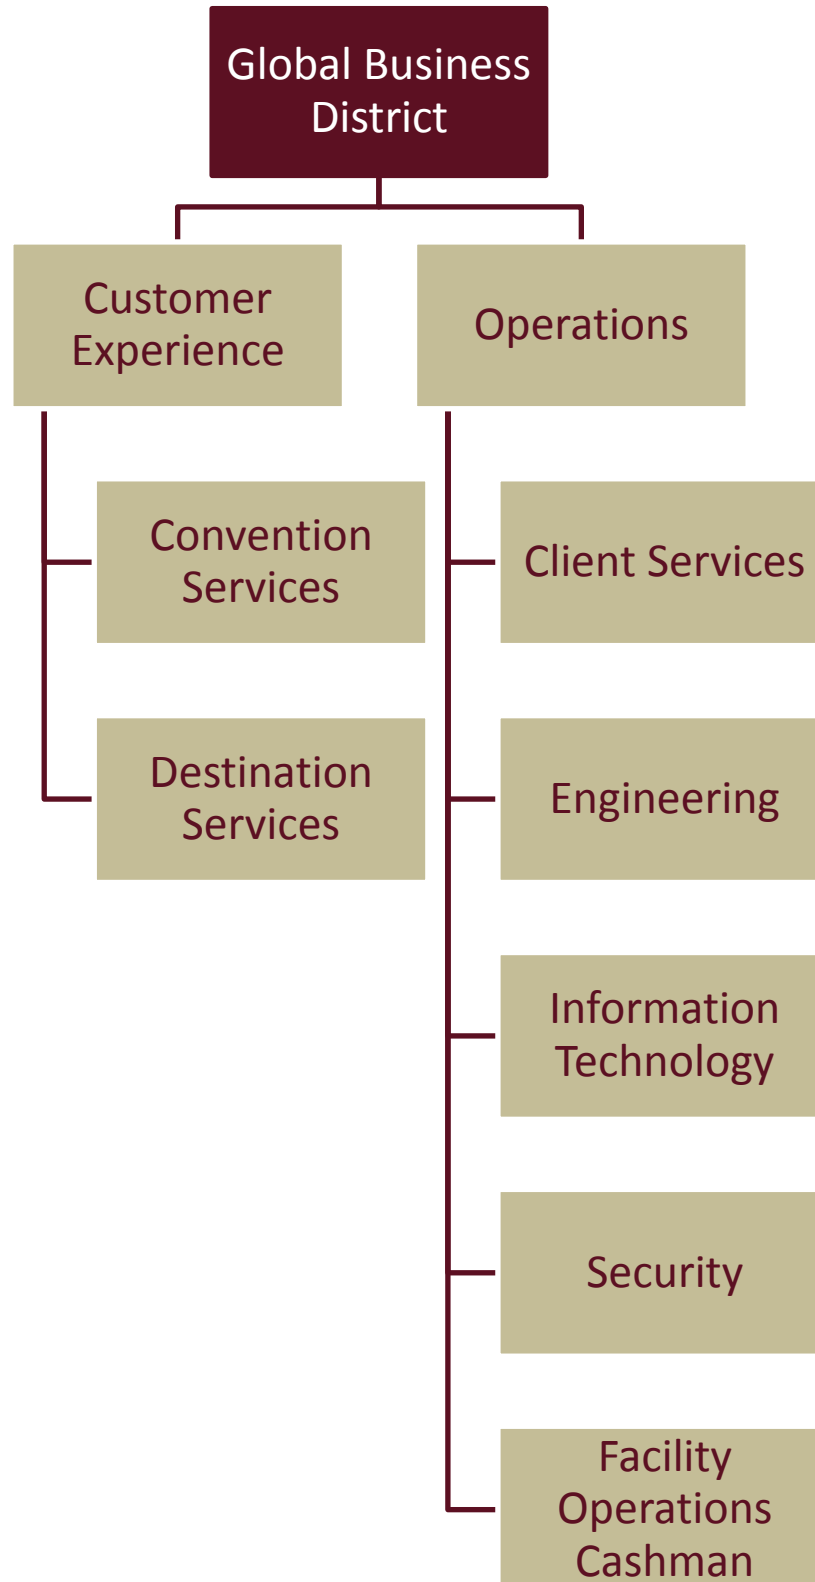 Global Business
District
Customer
Experience
Operations
Convention
Services
Client Services
Destination
Services
Engineering
Information
Technology
Security
Facility
Operations
Cashman